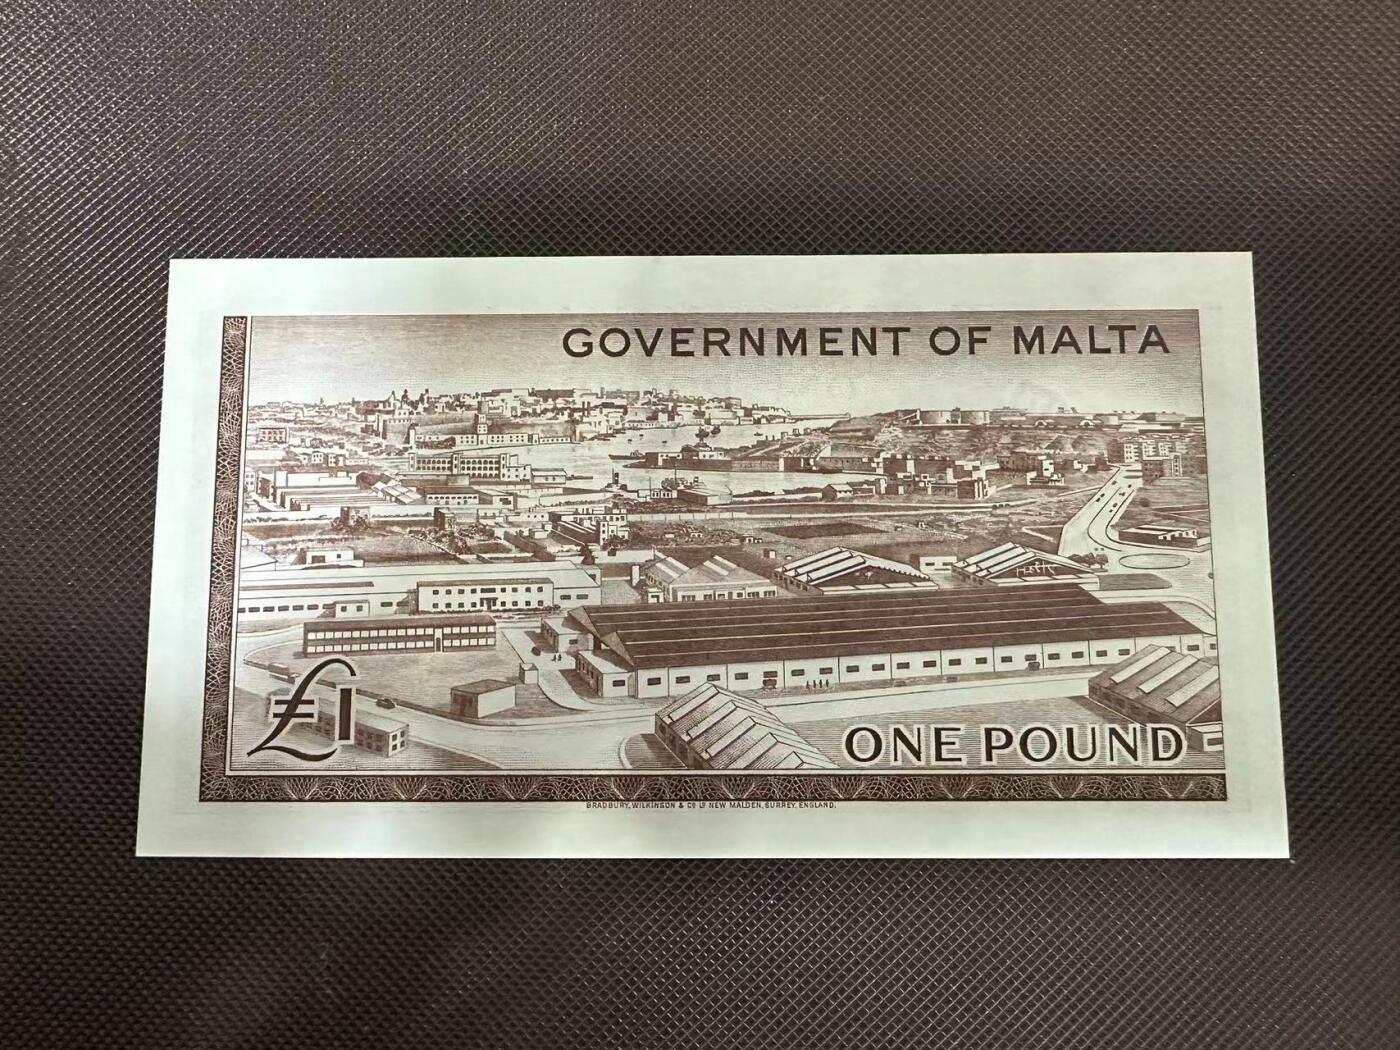 GOVERNMENT OF MALTA
£1
ONE POUND
BRADBURY, WILKINSON & Co Ld NEW MALDEN, SURREY, ENGLAND.